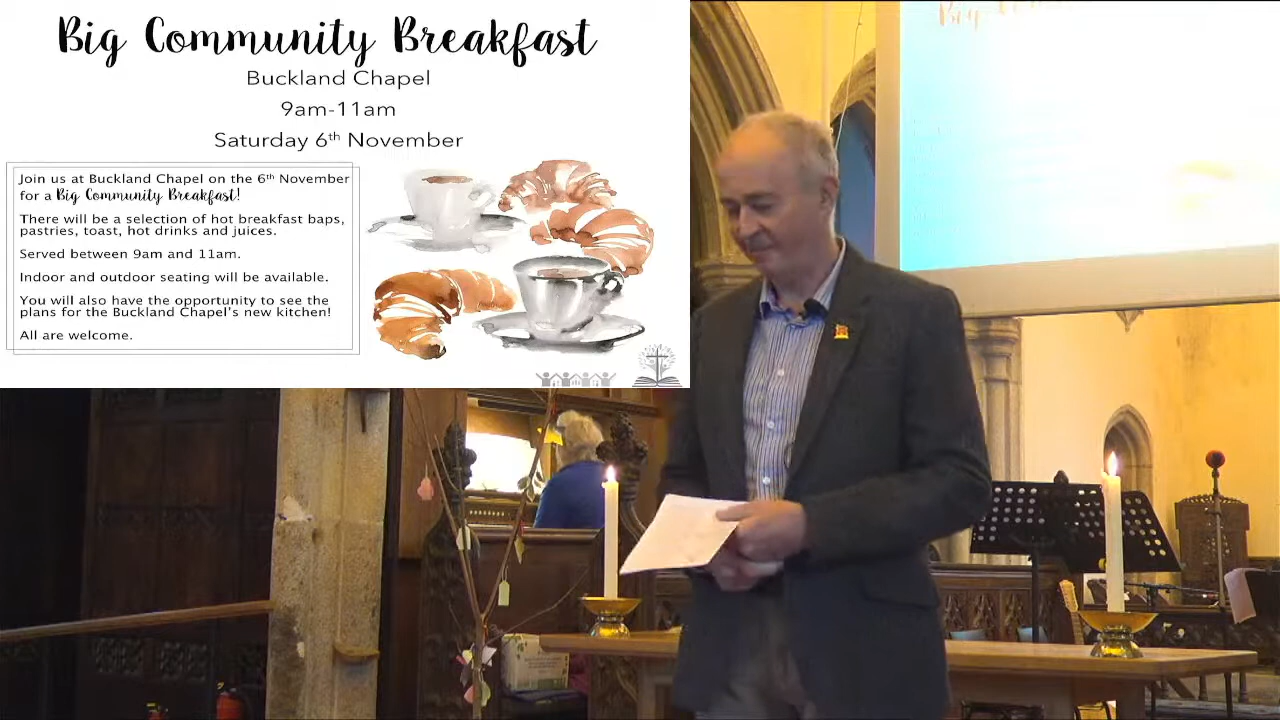 Big Community Breakfast
Buckland Chapel
9am-11am
Saturday 6th November
Join us at Buckland Chapel on the 6th November
for a Big Community Breakfast!
There will be a selection of hot breakfast baps,
pastries, toast, hot drinks and juices.
Served between 9am and 11am.
Indoor and outdoor seating will be available.
You will also have the opportunity to see the
plans for the Buckland Chapel's new kitchen!
All are welcome.